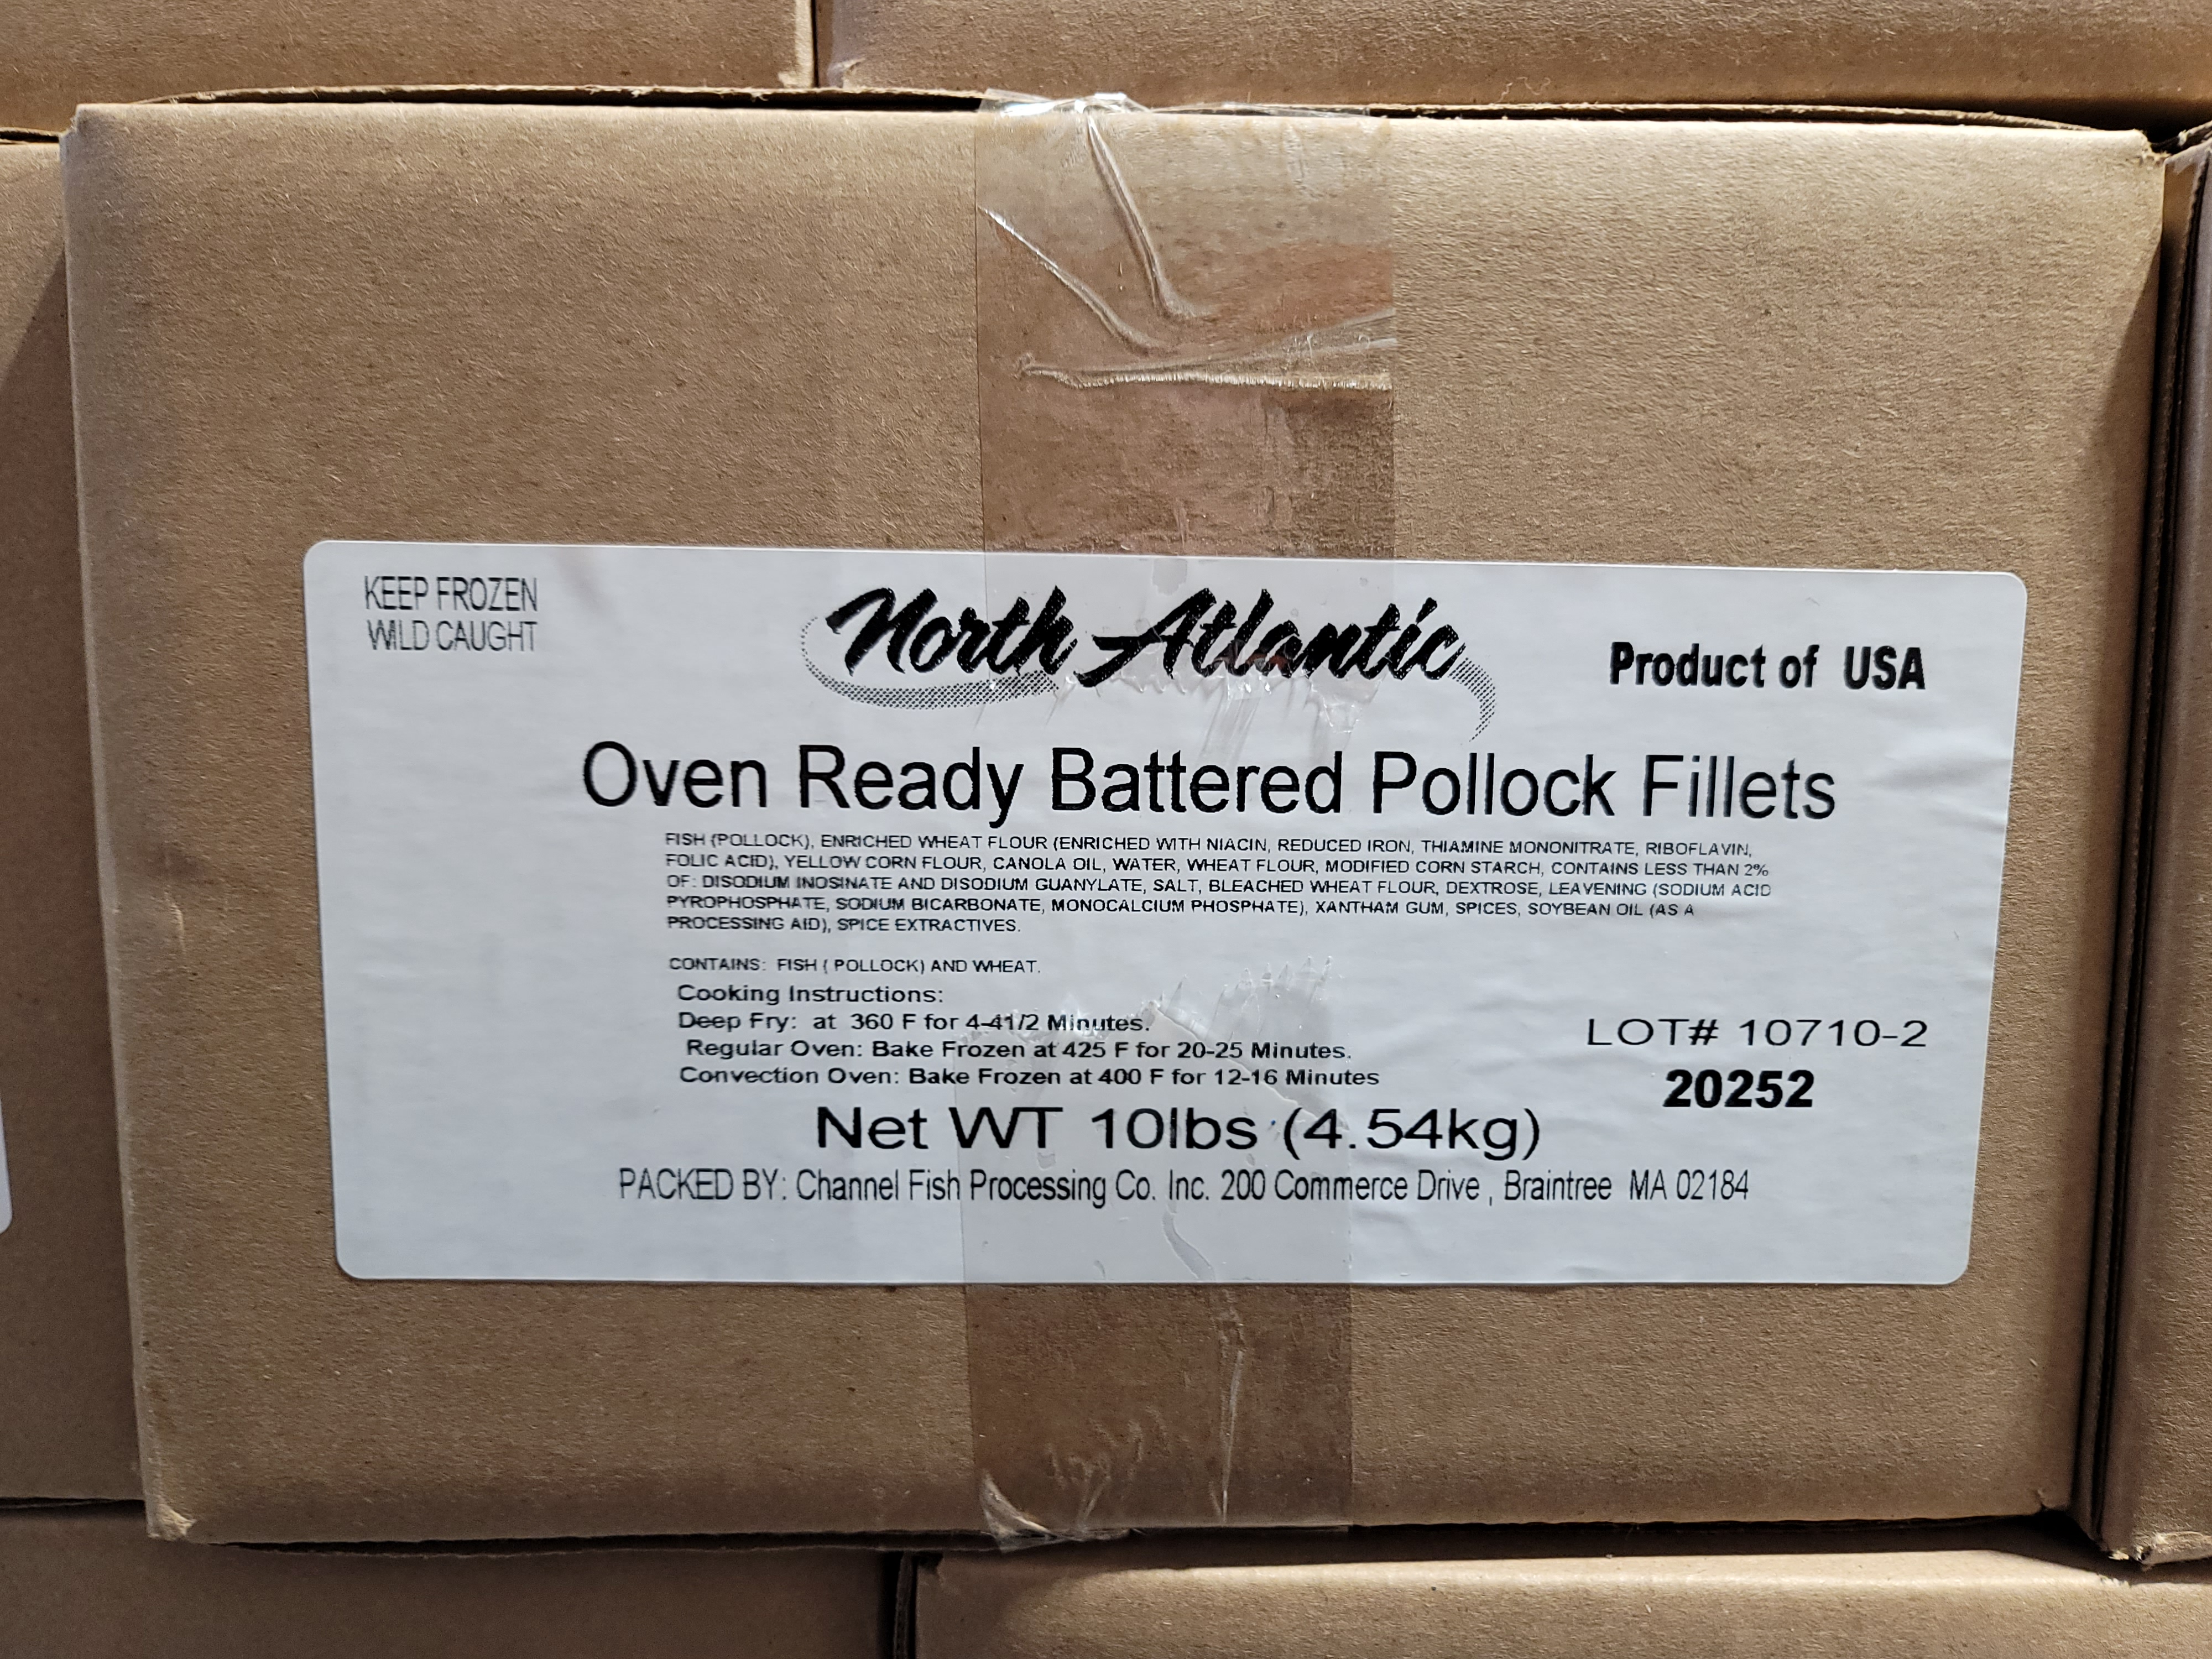 KEEP FROZEN
WILD CAUGHT
North Atlantic
Product of USA
Oven Ready Battered Pollock Fillets
FISH (POLLOCK), ENRICHED WHEAT FLOUR (ENRICHED WITH NIACIN, REDUCED IRON, THIAMINE MONONITRATE, RIBOFLAVIN,
FOLIC ACID), YELLOW CORN FLOUR, CANOLA OIL, WATER, WHEAT FLOUR, MODIFIED CORN STARCH, CONTAINS LESS THAN 2%
OF: DISODIUM INOSINATE AND DISODIUM GUANYLATE, SALT, BLEACHED WHEAT FLOUR, DEXTROSE, LEAVENING (SODIUM ACID
PYROPHOSPHATE, SODIUM BICARBONATE, MONOCALCIUM PHOSPHATE), XANTHAM GUM, SPICES, SOYBEAN OIL (AS A
PROCESSING AID), SPICE EXTRACTIVES.
CONTAINS: FISH ( POLLOCK) AND WHEAT.
Cooking Instructions:
Deep Fry: at 360 F for 4-41/2 Minutes.
Regular Oven: Bake Frozen at 425 F for 20-25 Minutes.
Convection Oven: Bake Frozen at 400 F for 12-16 Minutes
LOT# 10710-2
20252
Net WT 10lbs (4.54kg)
PACKED BY: Channel Fish Processing Co. Inc. 200 Commerce Drive , Braintree MA 02184